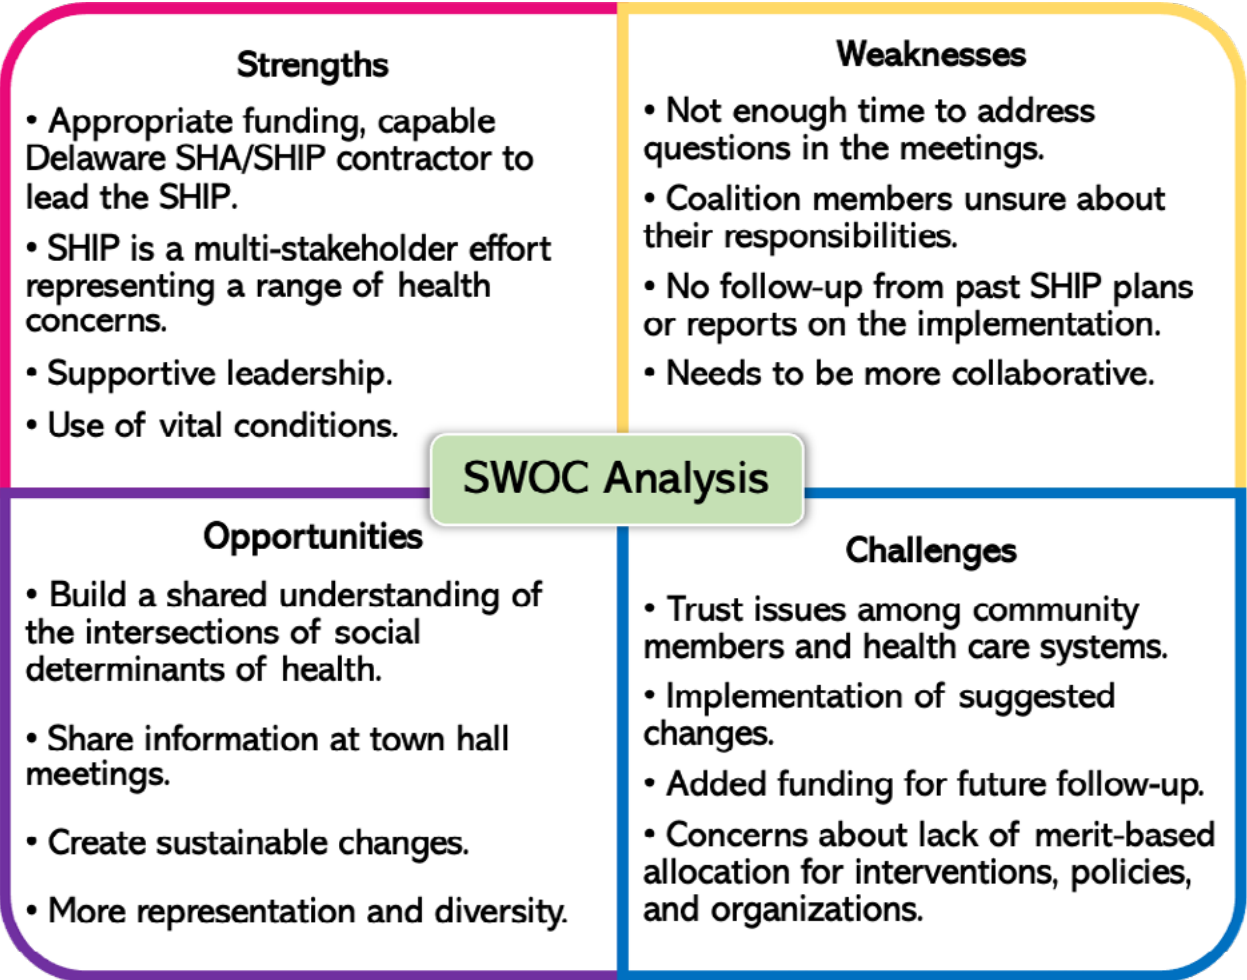 Strengths
• Appropriate funding, capable
Delaware SHA/SHIP contractor to
lead the SHIP.
• SHIP is a multi-stakeholder effort
representing a range of health
concerns.
• Supportive leadership.
• Use of vital conditions.
Weaknesses
• Not enough time to address
questions in the meetings.
• Coalition members unsure about
their responsibilities.
• No follow-up from past SHIP plans
or reports on the implementation.
• Needs to be more collaborative.
SWOC Analysis
Opportunities
• Build a shared understanding of
the intersections of social
determinants of health.
• Share information at town hall
meetings.
• Create sustainable changes.
• More representation and diversity.
Challenges
• Trust issues among community
members and health care systems.
• Implementation of suggested
changes.
• Added funding for future follow-up.
• Concerns about lack of merit-based
allocation for interventions, policies,
and organizations.